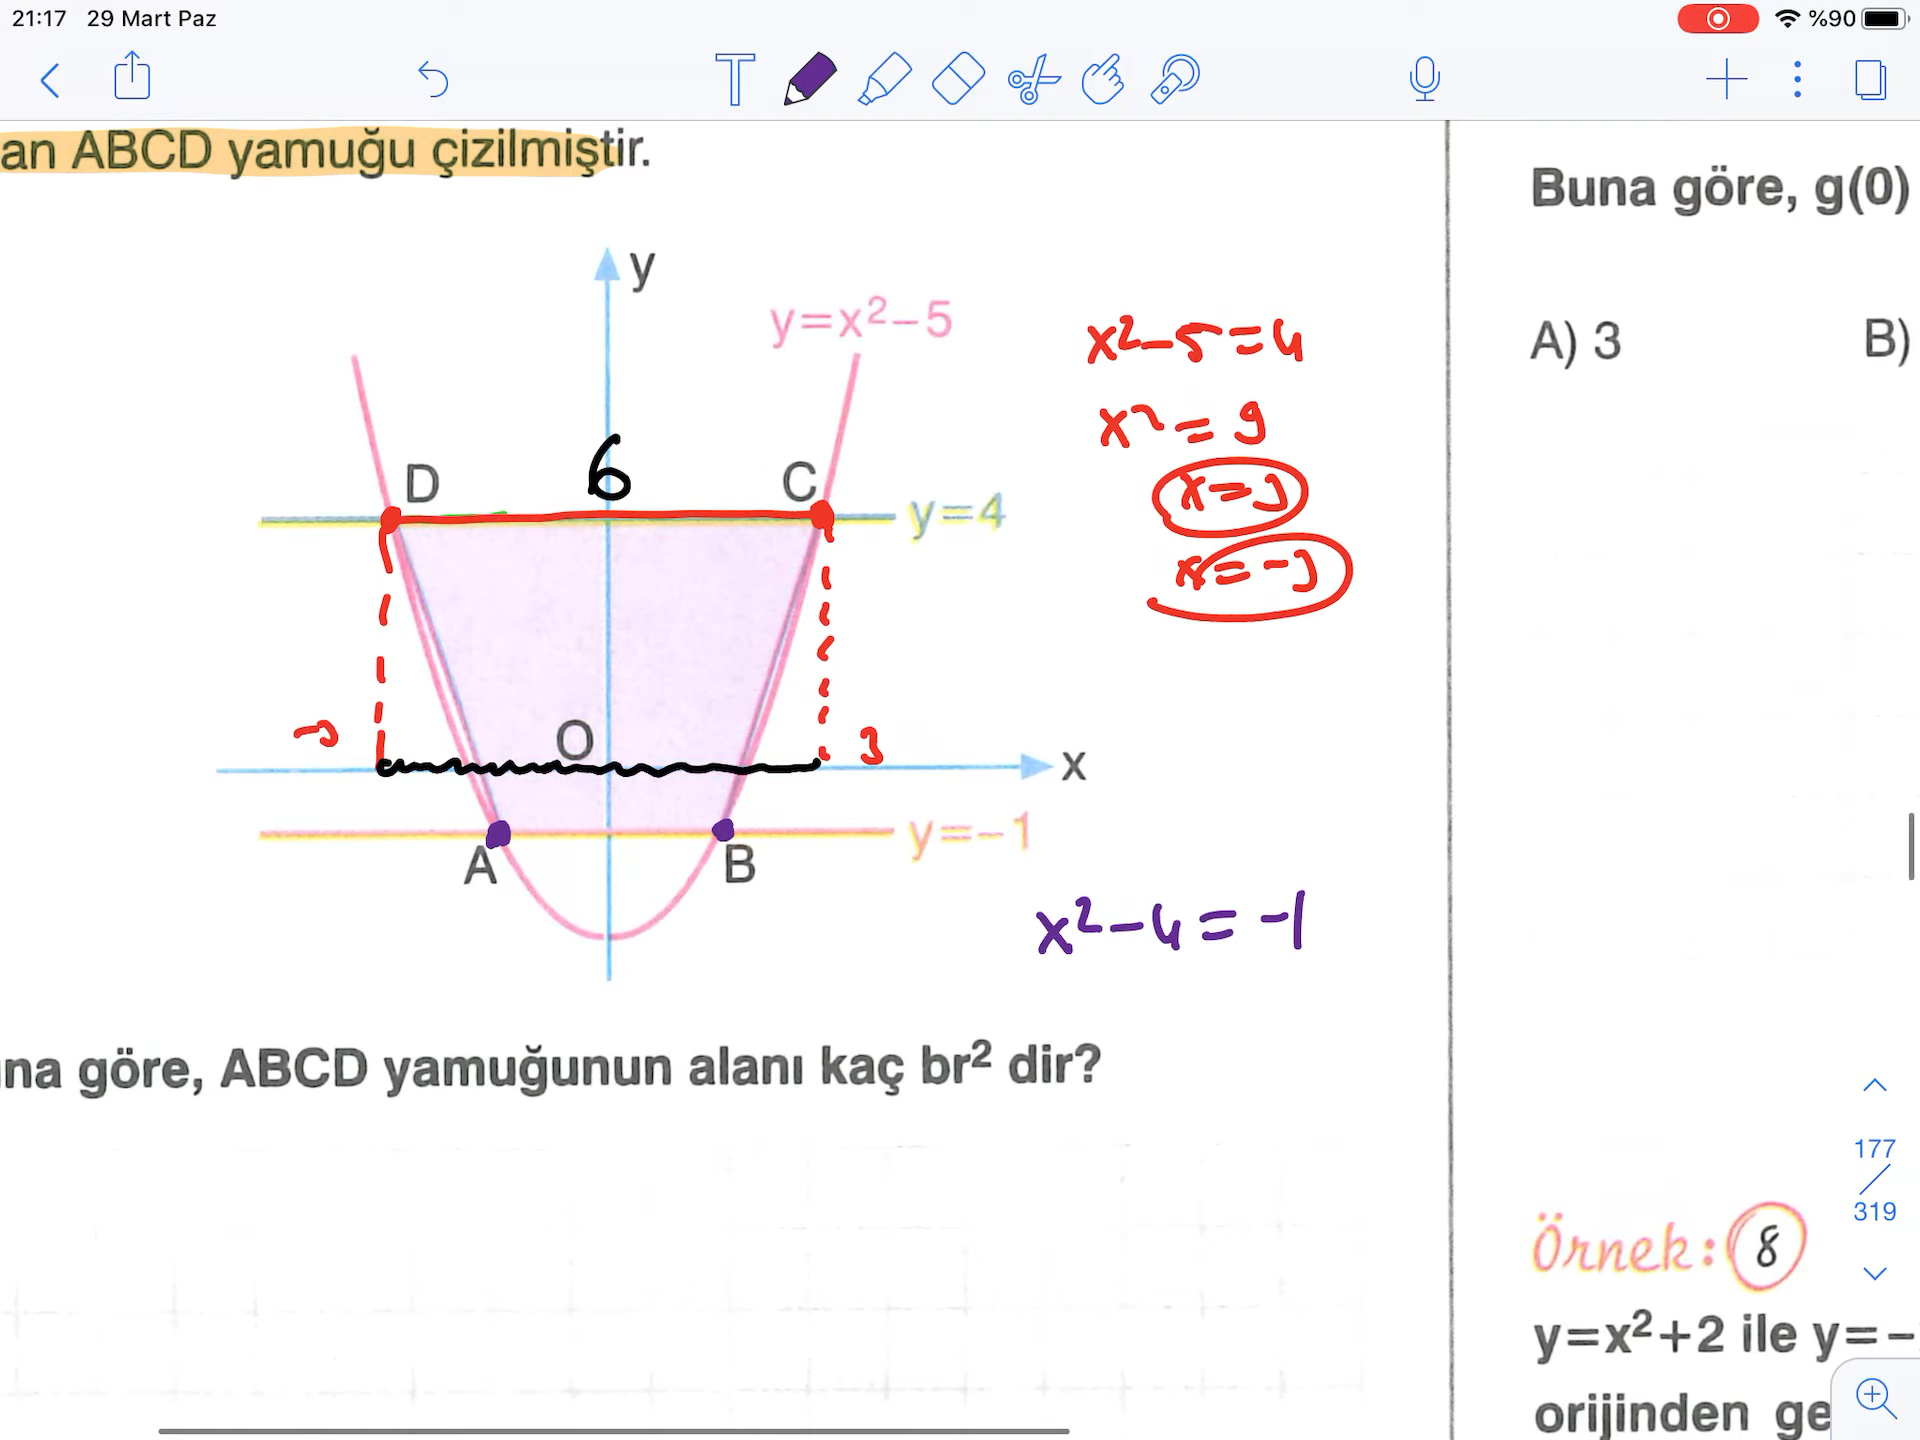 21:17 29 Mart Paz
%90
an ABCD yamuğu çizilmiştir.
y
y=x²−5
D
6
C
y=4
-3
O
3
x
A
B
y=−1
x²-5=4
x²=9
x=3
x=-3
x²-4=-1
una göre, ABCD yamuğunun alanı kaç br² dir?
Buna göre, g(0)
A) 3 B)
177
319
Örnek: 8
y=x²+2 ile y=−
orijinden ge